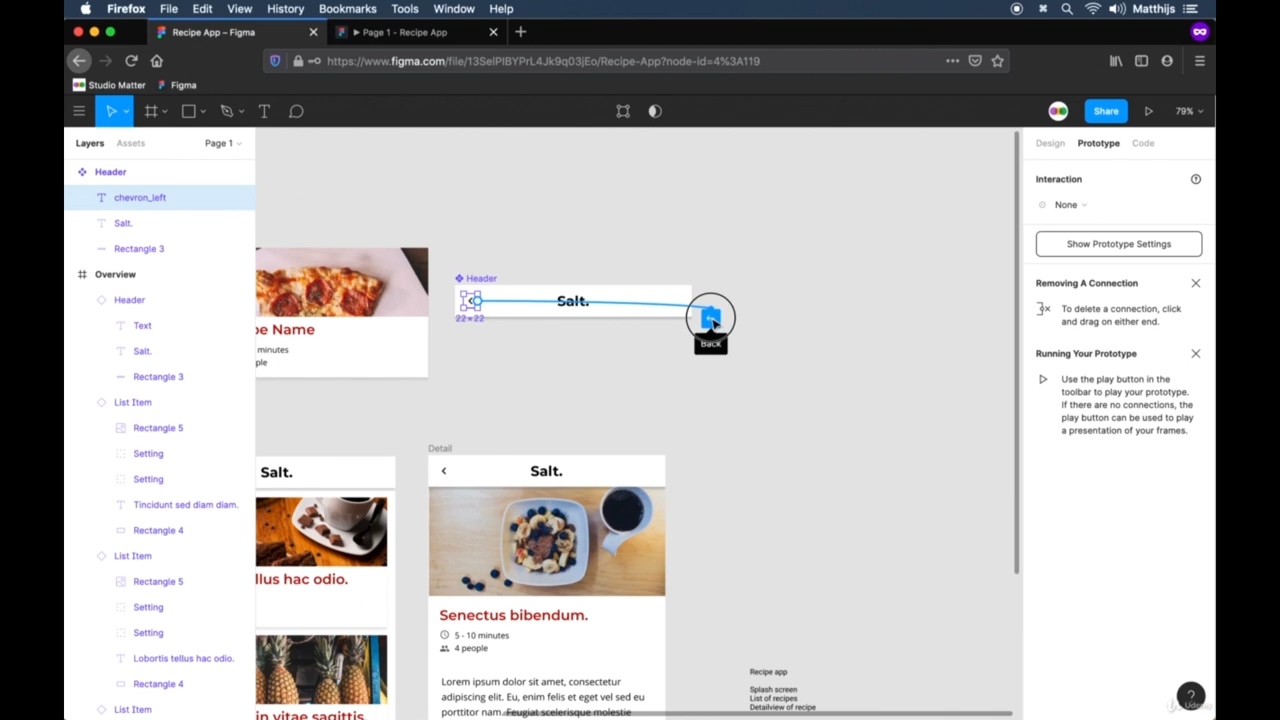 Firefox File Edit View History Bookmarks Tools Window Help Matthijs
Recipe App – Figma
Page 1 - Recipe App
https://www.figma.com/file/13SelPIBYPrL4Jk9q03jEo/Recipe-App?node-id=4%3A119
Studio Matter
Figma
Share
79%
Layers
Assets
Page 1
Design
Prototype
Code
Header
chevron_left
Salt.
Rectangle 3
Overview
Header
Text
Salt.
Rectangle 3
List Item
Rectangle 5
Setting
Setting
Tincidunt sed diam diam.
Rectangle 4
List Item
Rectangle 5
Setting
Setting
Lobortis tellus hac odio.
Rectangle 4
List Item
pe Name
minutes
ple
Header
Salt.
22 × 22
Back
Salt.
llus hac odio.
in vitae sagittis.
Detail
Salt.
Senectus bibendum.
5 - 10 minutes
4 people
Lorem ipsum dolor sit amet, consectetur
adipiscing elit. Eu, enim felis et eget vel sed eu
porttitor nam. Feugiat scelerisque molestie
Recipe app
Splash screen
List of recipes
Detailview of recipe
Interaction
None
Show Prototype Settings
Removing A Connection
To delete a connection, click
and drag on either end.
Running Your Prototype
Use the play button in the
toolbar to play your prototype.
If there are no connections, the
play button can be used to play
a presentation of your frames.
?
Udemy